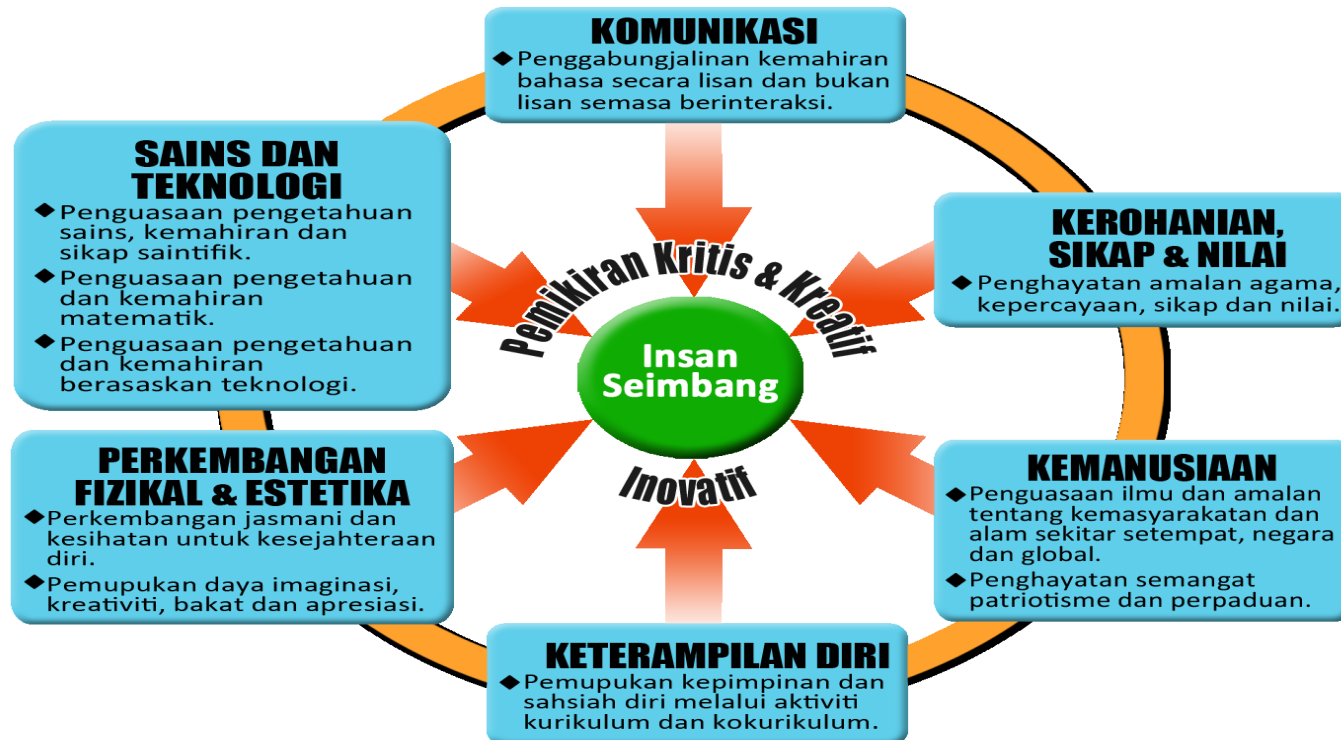 KOMUNIKASI
◆Penggabungjalinan kemahiran
bahasa secara lisan dan bukan
lisan semasa berinteraksi.
SAINS DAN
TEKNOLOGI
◆Penguasaan pengetahuan
sains, kemahiran dan
sikap saintifik.
◆Penguasaan pengetahuan
dan kemahiran
matematik.
◆Penguasaan pengetahuan
dan kemahiran
berasaskan teknologi.
KEROHANIAN,
SIKAP & NILAI
◆Penghayatan amalan agama,
kepercayaan, sikap dan nilai.
Pemikiran Kritis & Kreatif
Insan
Seimbang
Inovatif
PERKEMBANGAN
FIZIKAL & ESTETIKA
◆Perkembangan jasmani dan
kesihatan untuk kesejahteraan
diri.
◆Pemupukan daya imaginasi,
kreativiti, bakat dan apresiasi.
KEMANUSIAAN
◆Penguasaan ilmu dan amalan
tentang kemasyarakatan dan
alam sekitar setempat, negara
dan global.
◆Penghayatan semangat
patriotisme dan perpaduan.
KETERAMPILAN DIRI
◆Pemupukan kepimpinan dan
sahsiah diri melalui aktiviti
kurikulum dan kokurikulum.